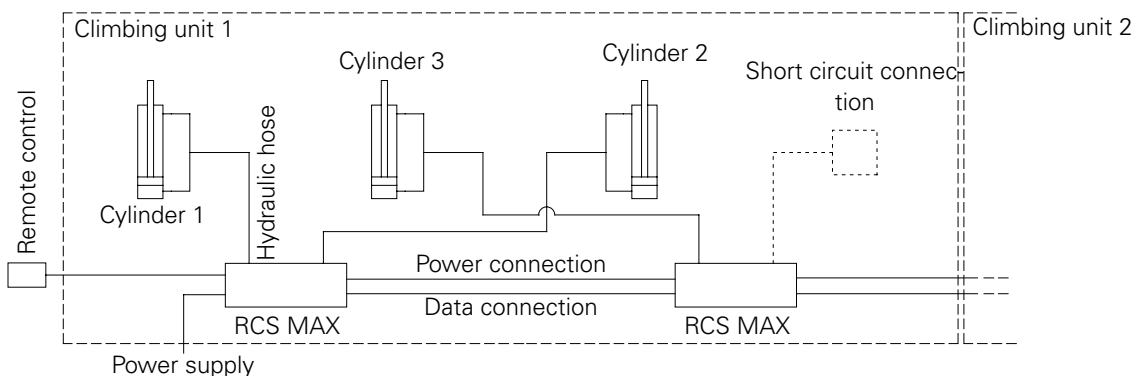 Climbing unit 1
Climbing unit 2
Cylinder 3
Cylinder 2
Short circuit connec-
tion
Remote control
Hydraulic hose
Cylinder 1
Power connection
Data connection
RCS MAX
RCS MAX
Power supply